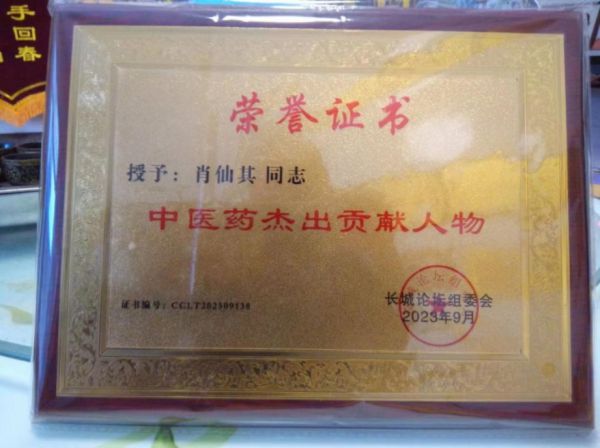 手回春
荣誉证书
授予：肖仙其 同志
中医药杰出贡献人物
证书编号：CCLT202309138
长城论坛组委会
2023年9月